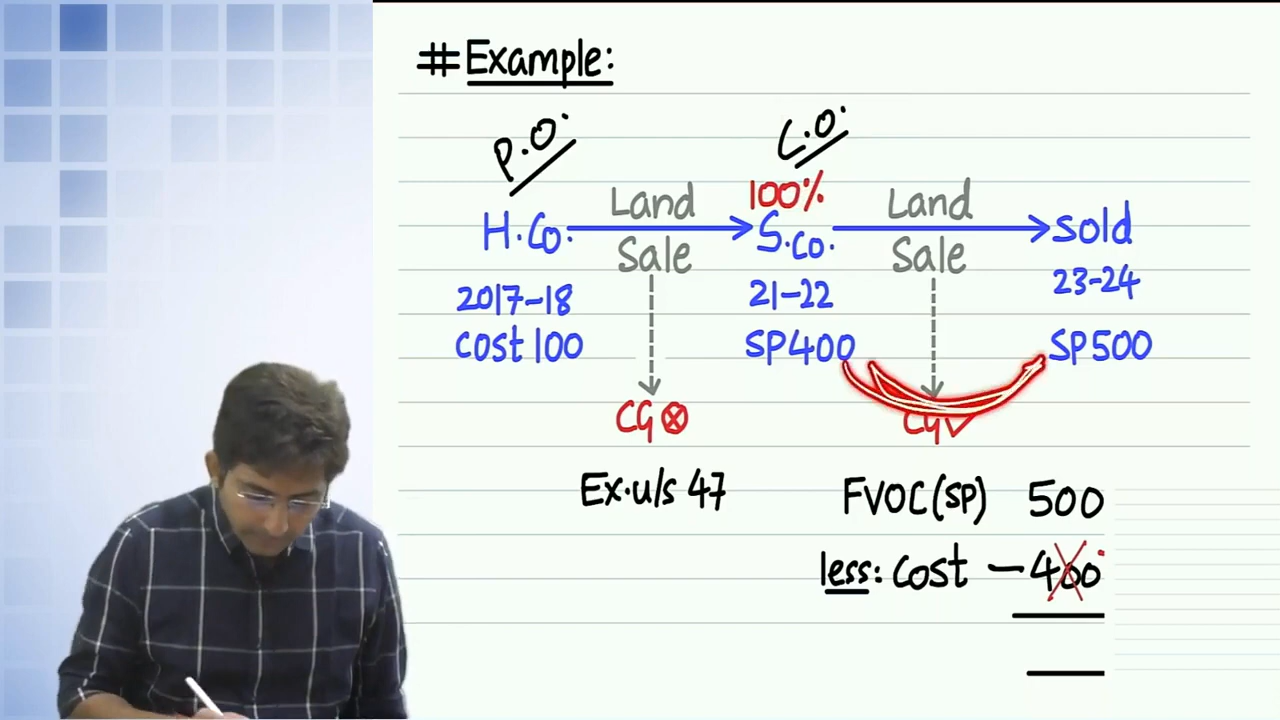 # Example:
P.O. C.O.
100%
Land Land
H.Co. S.Co. Sold
Sale Sale
2017-18 21-22 23-24
Cost 100 SP400 SP500
CG ⊗ CG ✓
Ex.u/s 47 FVOC(SP) 500
less: Cost - 400